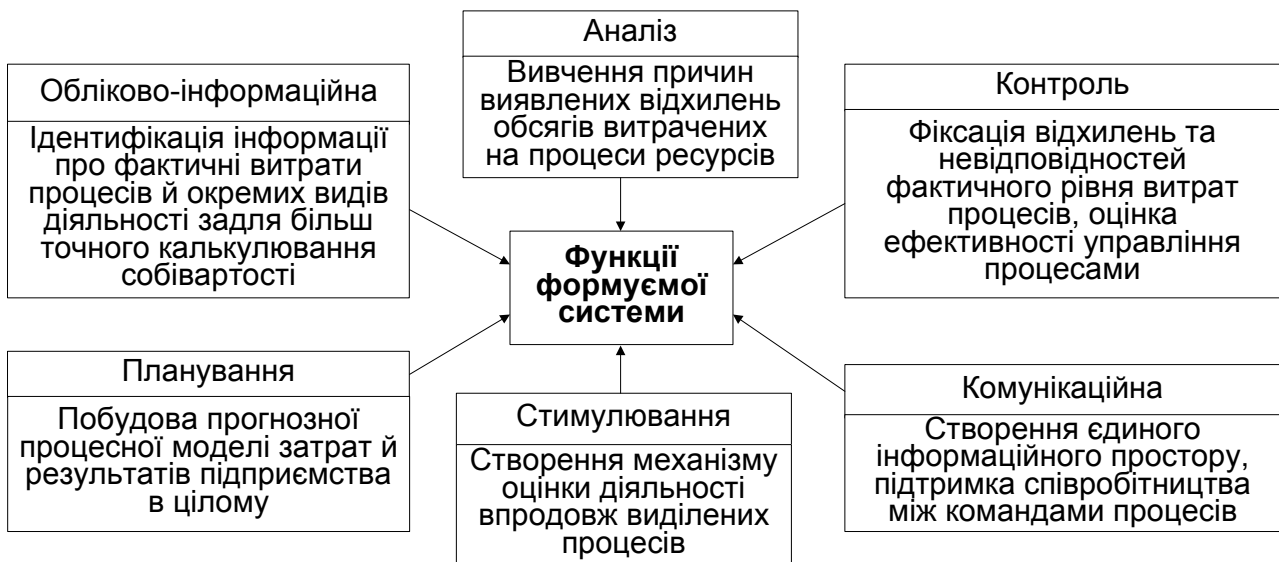 Аналіз
Вивчення причин
виявлених відхилень
обсягів витрачених
на процеси ресурсів
Обліково-інформаційна
Ідентифікація інформації
про фактичні витрати
процесів й окремих видів
діяльності задля більш
точного калькулювання
собівартості
Контроль
Фіксація відхилень та
невідповідностей
фактичного рівня витрат
процесів, оцінка
ефективності управління
процесами
Функції
формуємої
системи
Планування
Побудова прогнозної
процесної моделі затрат й
результатів підприємства
в цілому
Стимулювання
Створення механізму
оцінки діяльності
впродовж виділених
процесів
Комунікаційна
Створення єдиного
інформаційного простору,
підтримка співробітництва
між командами процесів